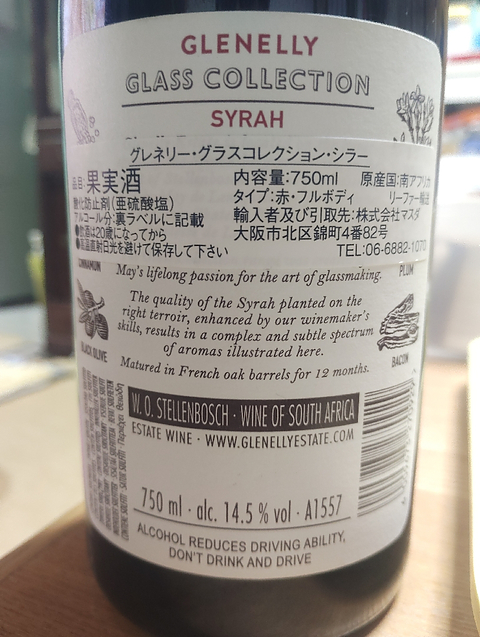 GLENELLY
GLASS COLLECTION
SYRAH
グレネリー・グラスコレクション・シラー
品目:果実酒 内容量:750ml 原産国:南アフリカ
酸化防止剤(亜硫酸塩) タイプ:赤・フルボディ リーファー輸送
アルコール分:裏ラベルに記載 輸入者及び引取先:株式会社マスダ
●飲酒は20歳になってから 大阪市北区錦町4番82号
●高温直射日光を避けて保存して下さい TEL:06-6882-1070
CINNAMON
May's lifelong passion for the art of glassmaking.
PLUM
The quality of the Syrah planted on the
right terroir, enhanced by our winemaker's
skills, results in a complex and subtle spectrum
of aromas illustrated here.
BLACK OLIVE
BACON
Matured in French oak barrels for 12 months.
W. O. STELLENBOSCH · WINE OF SOUTH AFRICA
ESTATE WINE · WWW.GLENELLYESTATE.COM
750 ml · alc. 14.5 % vol · A1557
ALCOHOL REDUCES DRIVING ABILITY,
DON'T DRINK AND DRIVE